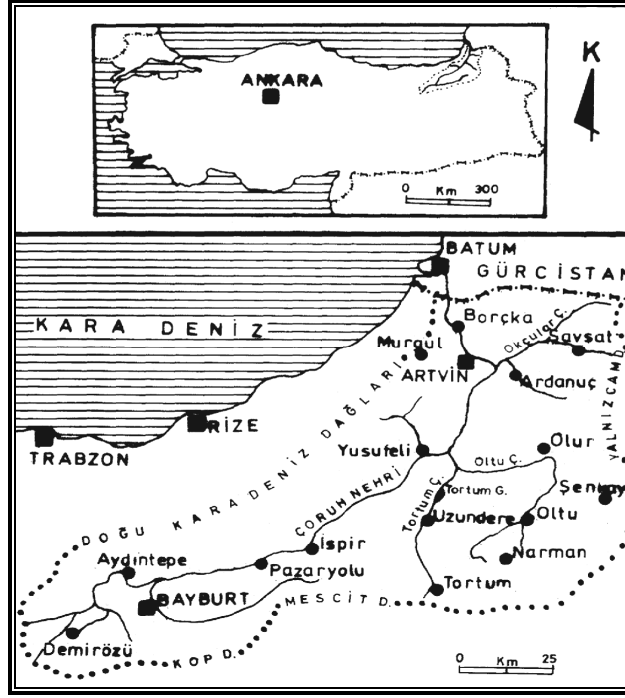 K
ANKARA
0 Km 300
BATUM
GÜRCİSTAN
KARA DENİZ
Borçka
Okçular Ç.
Murgul
Şavşat
ARTVİN
Ardanuç
YALNIZÇAM D.
RİZE
TRABZON
DOĞU KARADENİZ DAĞLARI
Yusufeli
Olur
Oltu Ç.
ÇORUH NEHRİ
Tortum Ç.
Tortum G.
Uzundere
Oltu
İspir
Narman
Aydıntepe
Pazaryolu
Tortum
BAYBURT
MESCİT D.
Demirözü
KOP D.
0 Km 25